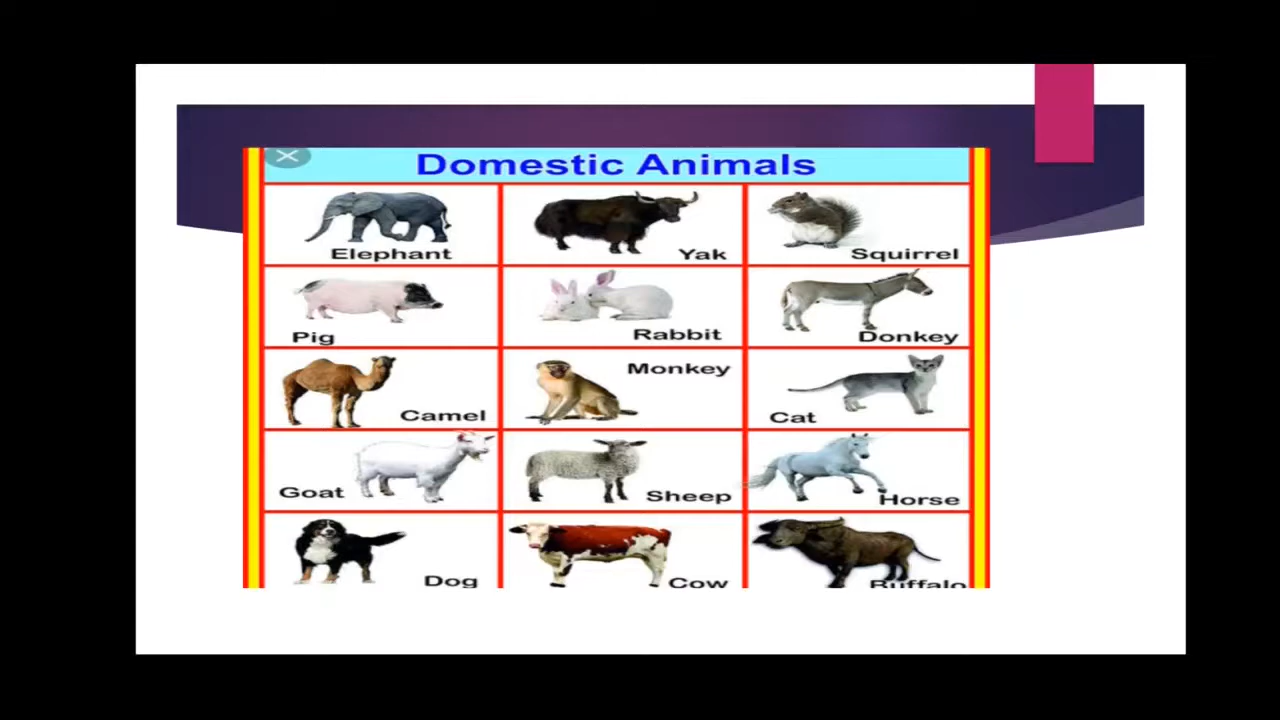 Domestic Animals
Elephant
Yak
Squirrel
Pig
Rabbit
Donkey
Camel
Monkey
Cat
Goat
Sheep
Horse
Dog
Cow
Buffalo